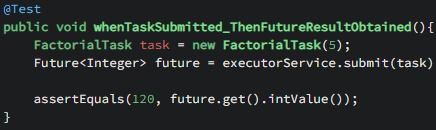 @Test
public void whenTaskSubmitted_ThenFutureResultObtained(){
    FactorialTask task = new FactorialTask(5);
    Future<Integer> future = executorService.submit(task)

    assertEquals(120, future.get().intValue());
}